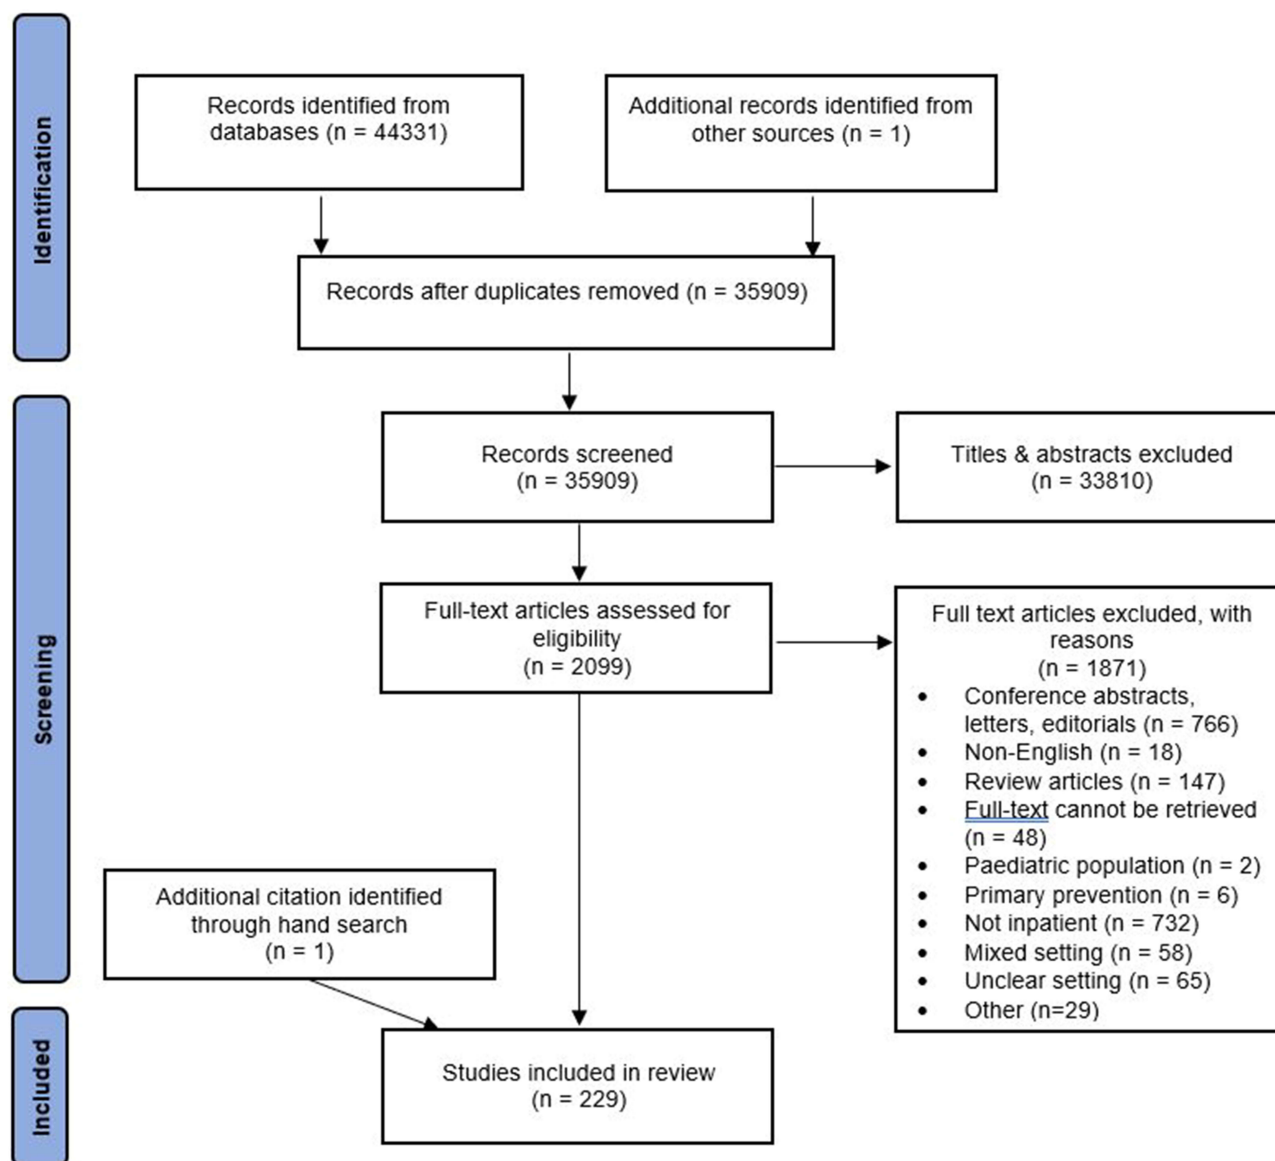 Identification
Records identified from
databases (n = 44331)
Additional records identified from
other sources (n = 1)
Records after duplicates removed (n = 35909)
Screening
Records screened
(n = 35909)
Titles & abstracts excluded
(n = 33810)
Full-text articles assessed for
eligibility
(n = 2099)
Full text articles excluded, with
reasons
(n = 1871)
• Conference abstracts,
letters, editorials (n = 766)
• Non-English (n = 18)
• Review articles (n = 147)
• Full-text cannot be retrieved
(n = 48)
• Paediatric population (n = 2)
• Primary prevention (n = 6)
• Not inpatient (n = 732)
• Mixed setting (n = 58)
• Unclear setting (n = 65)
• Other (n=29)
Additional citation identified
through hand search
(n = 1)
Included
Studies included in review
(n = 229)